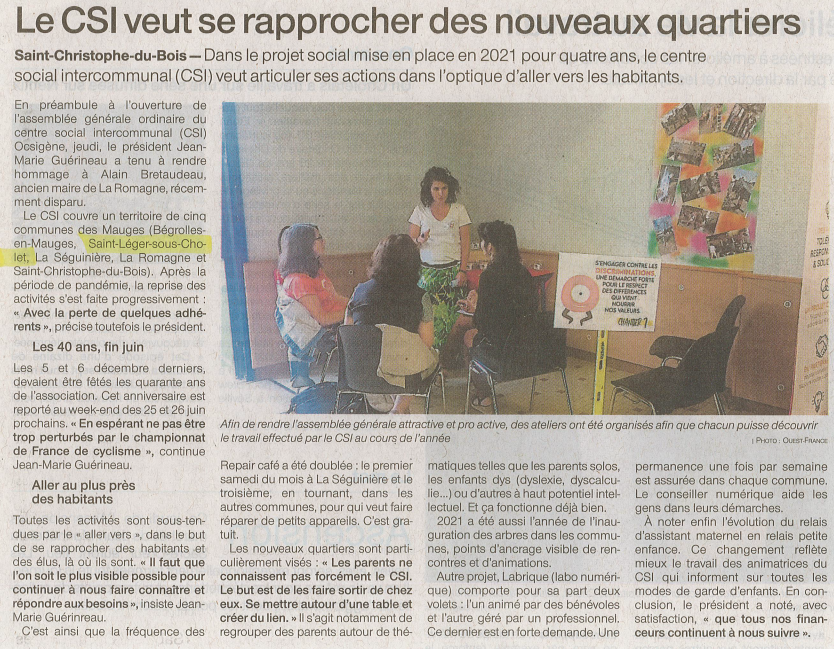 Le CSI veut se rapprocher des nouveaux quartiers
Saint-Christophe-du-Bois — Dans le projet social mise en place en 2021 pour quatre ans, le centre
social intercommunal (CSI) veut articuler ses actions dans l'optique d'aller vers les habitants.
En préambule à l'ouverture de
l'assemblée générale ordinaire du
centre social intercommunal (CSI)
Ocsigène, jeudi, le président Jean-
Marie Guérineau a tenu à rendre
hommage à Alain Bretaudeau,
ancien maire de La Romagne, récem-
ment disparu.
Le CSI couvre un territoire de cinq
communes des Mauges (Bégrolles-
en-Mauges, Saint-Léger-sous-Cho-
let, La Séguinière, La Romagne et
Saint-Christophe-du-Bois). Après la
période de pandémie, la reprise des
activités s'est faite progressivement :
« Avec la perte de quelques adhé-
rents », précise toutefois le président.
Les 40 ans, fin juin
Les 5 et 6 décembre derniers,
devaient être fêtés les quarante ans
de l'association. Cet anniversaire est
reporté au week-end des 25 et 26 juin
prochains. « En espérant ne pas être
trop perturbés par le championnat
de France de cyclisme », continue
Jean-Marie Guérineau.
Aller au plus près
des habitants
Toutes les activités sont sous-ten-
dues par le « aller vers », dans le but
de se rapprocher des habitants et
des élus, là où ils sont. « Il faut que
l'on soit le plus visible possible pour
continuer à nous faire connaître et
répondre aux besoins », insiste Jean-
Marie Guérinreau.
C'est ainsi que la fréquence des
S'ENGAGER CONTRE LES
DISCRIMINATIONS,
UNE DÉMARCHE FORTE
POUR LE RESPECT
DES DIFFÉRENCES
QUI VIENT
NOURRIR
NOS VALEURS.
CHANTIER 1
Afin de rendre l'assemblée générale attractive et pro active, des ateliers ont été organisés afin que chacun puisse découvrir
le travail effectué par le CSI au cours de l'année
| PHOTO : OUEST-FRANCE
Repair café a été doublée : le premier
samedi du mois à La Séguinière et le
troisième, en tournant, dans les
autres communes, pour qui veut faire
réparer de petits appareils. C'est gra-
tuit.
Les nouveaux quartiers sont parti-
culièrement visés : « Les parents ne
connaissent pas forcément le CSI.
Le but est de les faire sortir de chez
eux. Se mettre autour d'une table et
créer du lien. » Il s'agit notamment de
regrouper des parents autour de thé-
matiques telles que les parents solos,
les enfants dys (dyslexie, dyscalcu-
lie...) ou d'autres à haut potentiel intel-
lectuel. Et ça fonctionne déjà bien.
2021 a été aussi l'année de l'inau-
guration des arbres dans les commu-
nes, points d'ancrage visible de ren-
contres et d'animations.
Autre projet, Labrique (labo numéri-
que) comporte pour sa part deux
volets : l'un animé par des bénévoles
et l'autre géré par un professionnel.
Ce dernier est en forte demande. Une
permanence une fois par semaine
est assurée dans chaque commune.
Le conseiller numérique aide les
gens dans leurs démarches.
À noter enfin l'évolution du relais
d'assistant maternel en relais petite
enfance. Ce changement reflète
mieux le travail des animatrices du
CSI qui informent sur toutes les
modes de garde d'enfants. En con-
clusion, le président a noté, avec
satisfaction, « que tous nos finan-
ceurs continuent à nous suivre ».